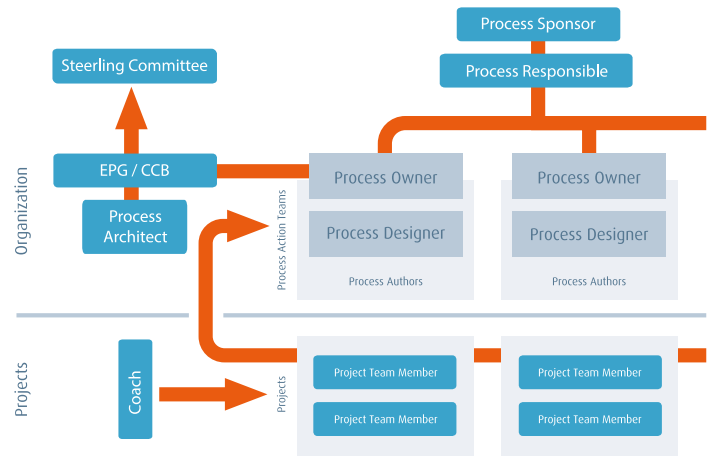 Process Sponsor
Steerling Committee
Process Responsible
Organization
EPG / CCB
Process
Architect
Process Action Teams
Process Owner
Process Designer
Process Authors
Process Owner
Process Designer
Process Authors
Projects
Coach
Projects
Project Team Member
Project Team Member
Project Team Member
Project Team Member